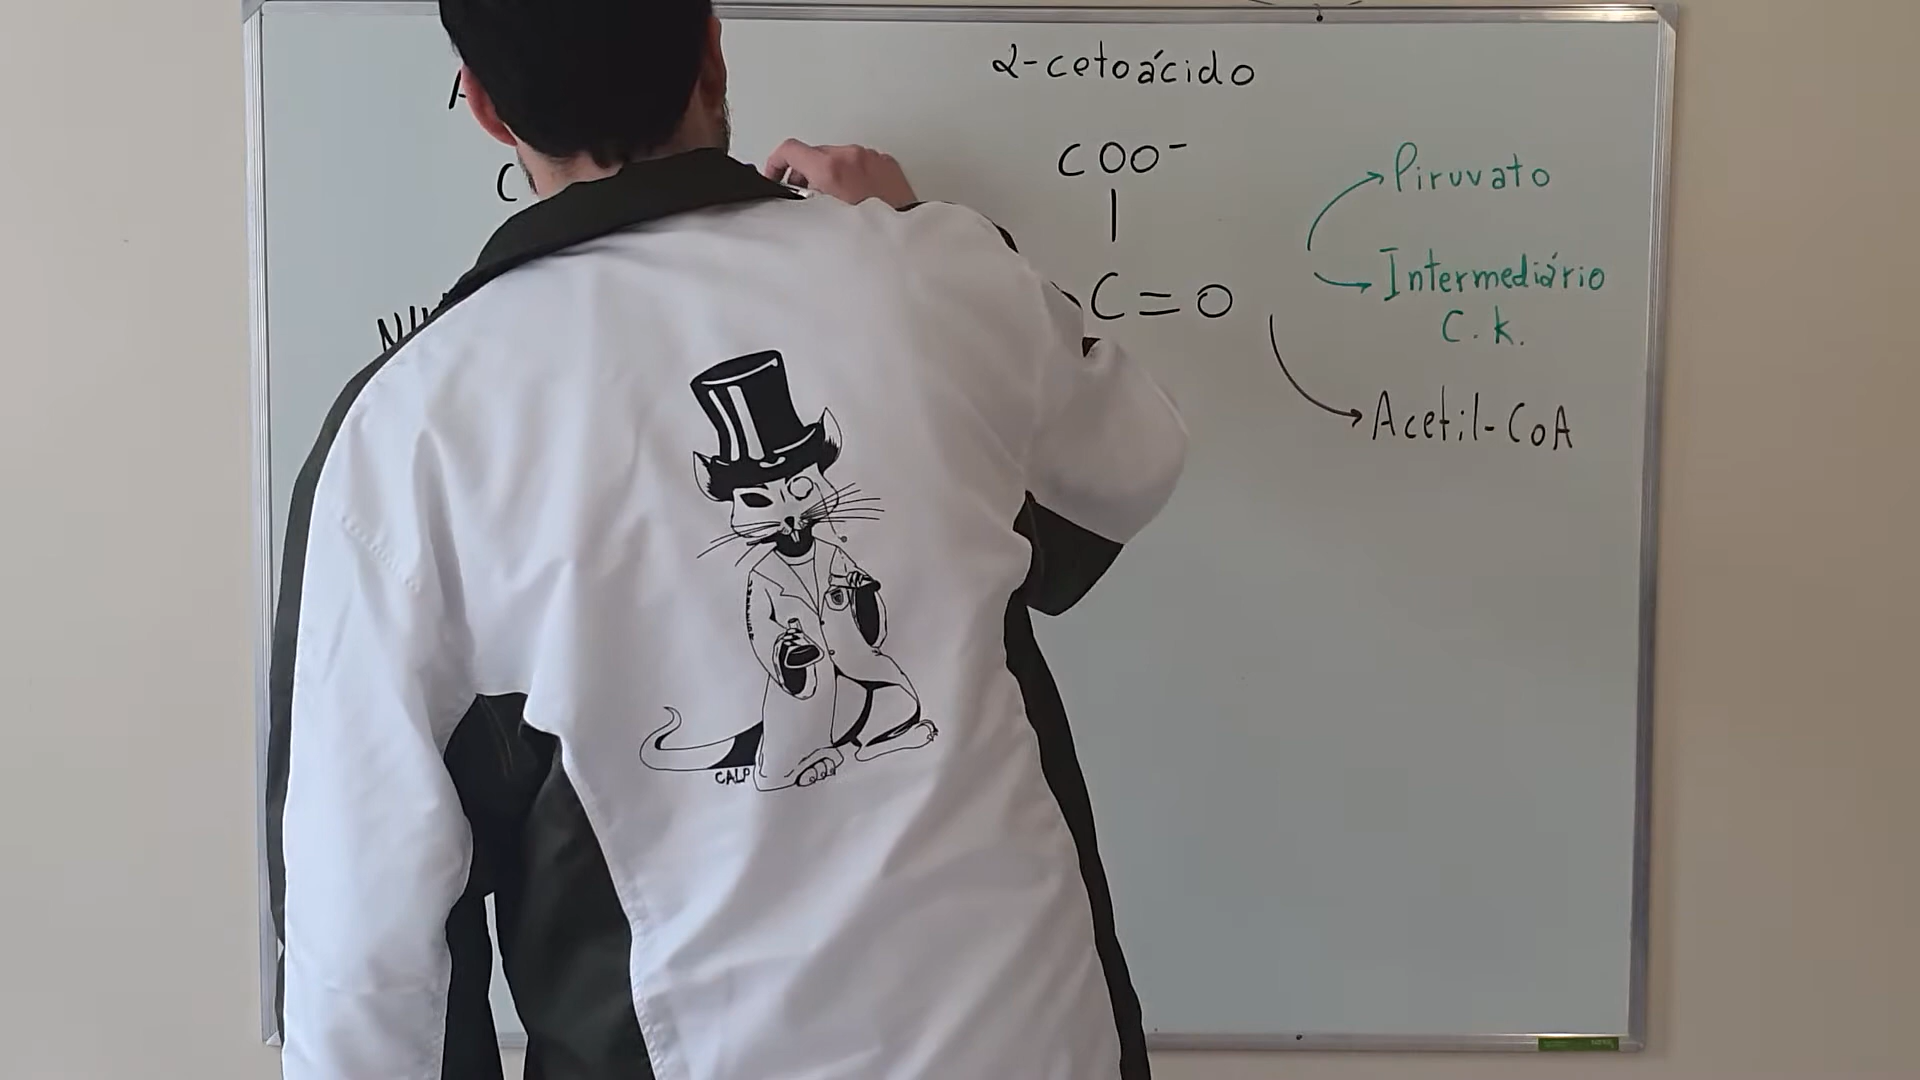 α-cetoácido
COO⁻
C=O
Piruvato
Intermediário
C.K.
Acetil-CoA
CALP